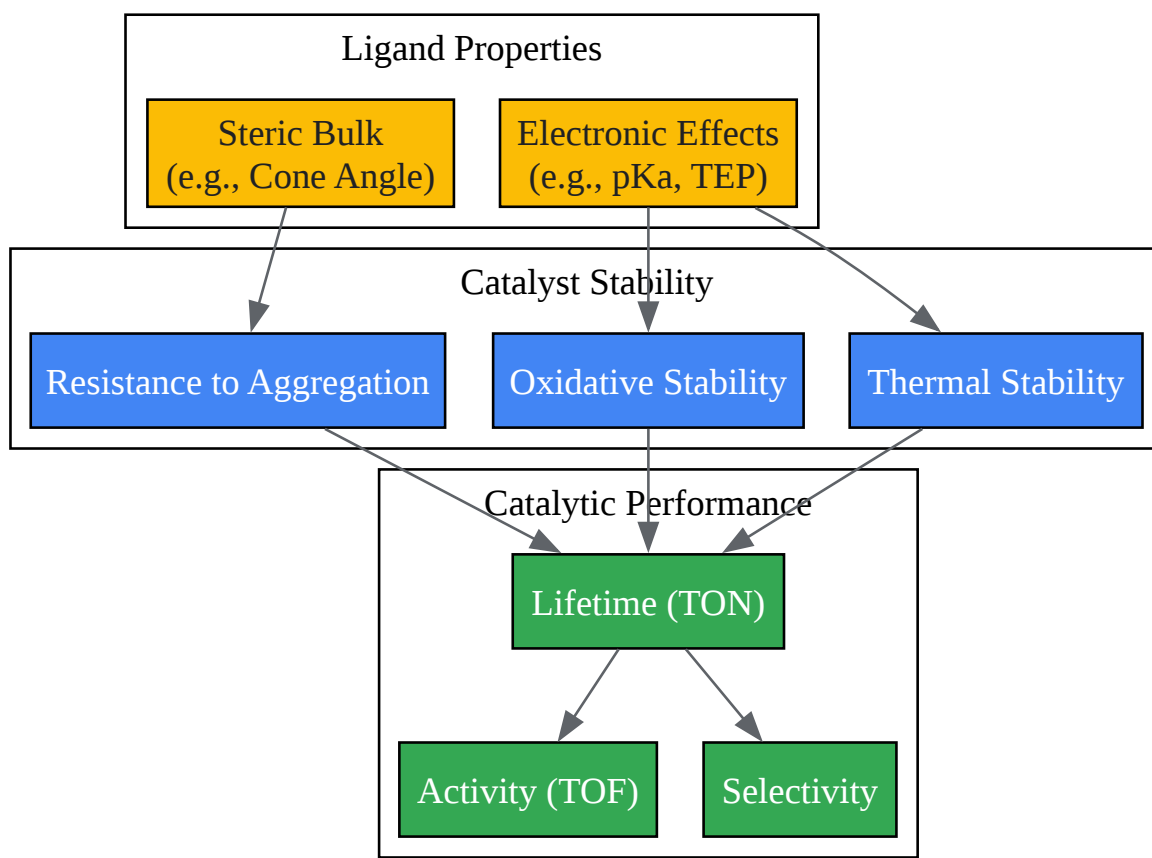 Ligand Properties
Steric Bulk
(e.g., Cone Angle)
Electronic Effects
(e.g., pKa, TEP)
Catalyst Stability
Resistance to Aggregation
Oxidative Stability
Thermal Stability
Catalytic Performance
Lifetime (TON)
Activity (TOF)
Selectivity